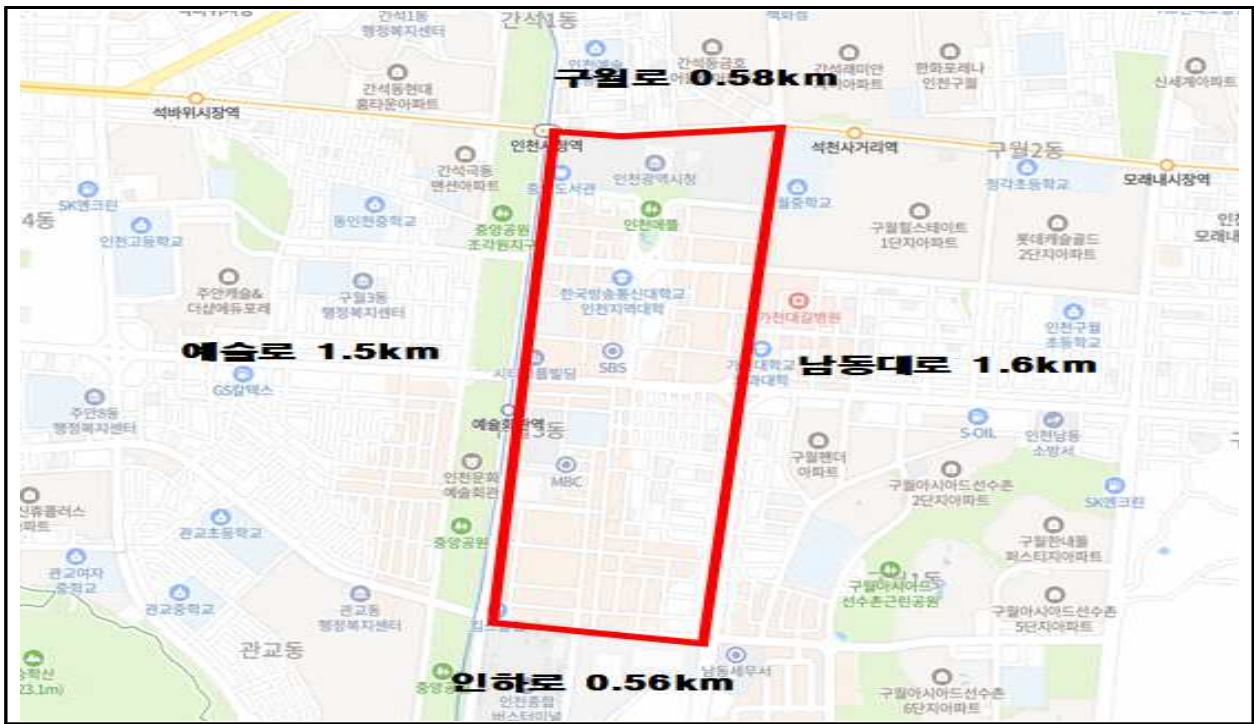 간석1동
행정복지센터
간석1동
백화점
구월로 0.58km
간석동현대
홈타운아파트
한화포레나
인천구월
신세계아파트
석바위시장역
석천사거리역
구월2동
모래내시장역
간석극동
맨션아파트
인천광역시청
정각초등학교
SK엔크린
4동
인천고등학교
동인천중학교
중앙공원
조각원지구
인천애뜰
구월힐스테이트
1단지아파트
롯데캐슬골드
2단지아파트
한국방송통신대학교
인천지역대학
주안캐슬&
더샵에듀포레
구월3동
행정복지센터
가천대길병원
인천구월
초등학교
예술로 1.5km
SBS
남동대로 1.6km
GS칼텍스
주안8동
행정복지센터
S-OIL
인천남동
소방서
MBC
인천문화
예술회관
구월팬더
아파트
구월아시아드선수촌
2단지아파트
SK엔크린
관교초등학교
중앙공원
구월한내들
퍼스티지아파트
관교여자
중학교
관교중학교
관교동
행정복지센터
구월아시아드
선수촌근린공원
구월아시아드선수촌
5단지아파트
관교동
남동세무서
인하로 0.56km
인천종합
버스터미널
구월아시아드선수촌
6단지아파트